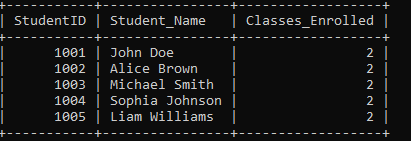 +-----------+----------------+------------------+
| StudentID | Student_Name | Classes_Enrolled |
+-----------+----------------+------------------+
| 1001 | John Doe | 2 |
| 1002 | Alice Brown | 2 |
| 1003 | Michael Smith | 2 |
| 1004 | Sophia Johnson | 2 |
| 1005 | Liam Williams | 2 |
+-----------+----------------+------------------+